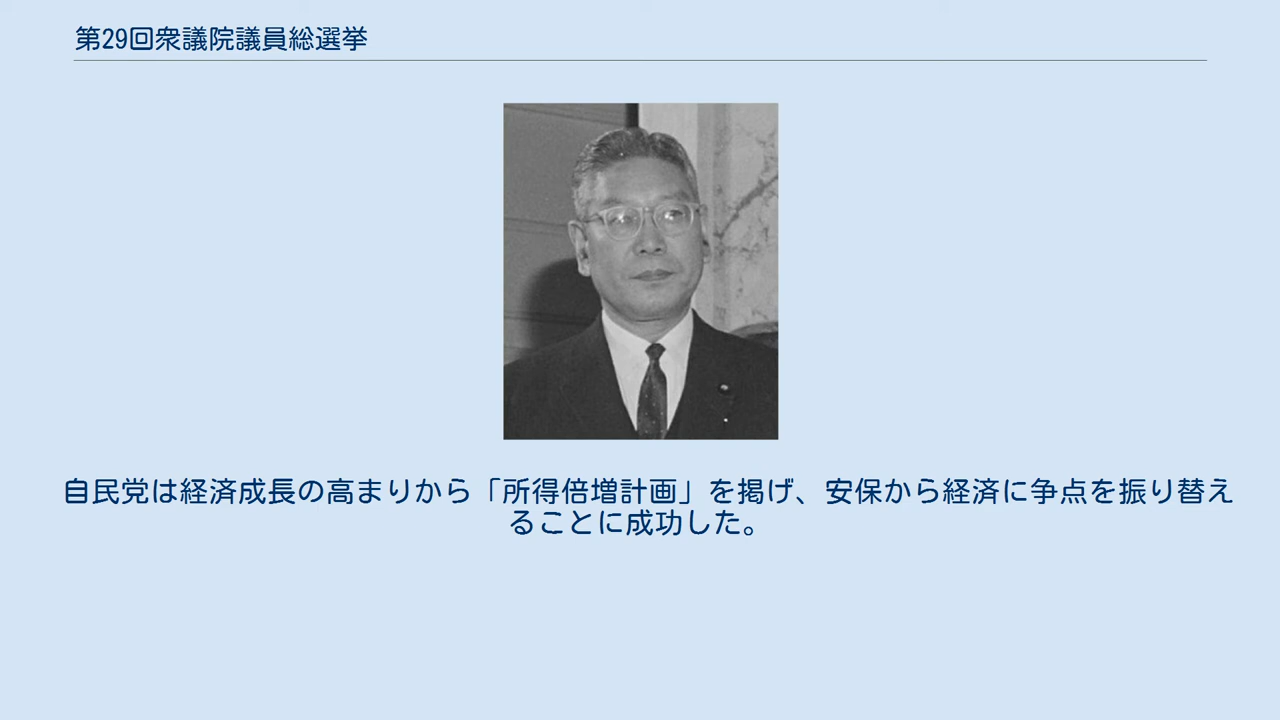 第29回衆議院議員総選挙
自民党は経済成長の高まりから「所得倍増計画」を掲げ、安保から経済に争点を振り替え
ることに成功した。